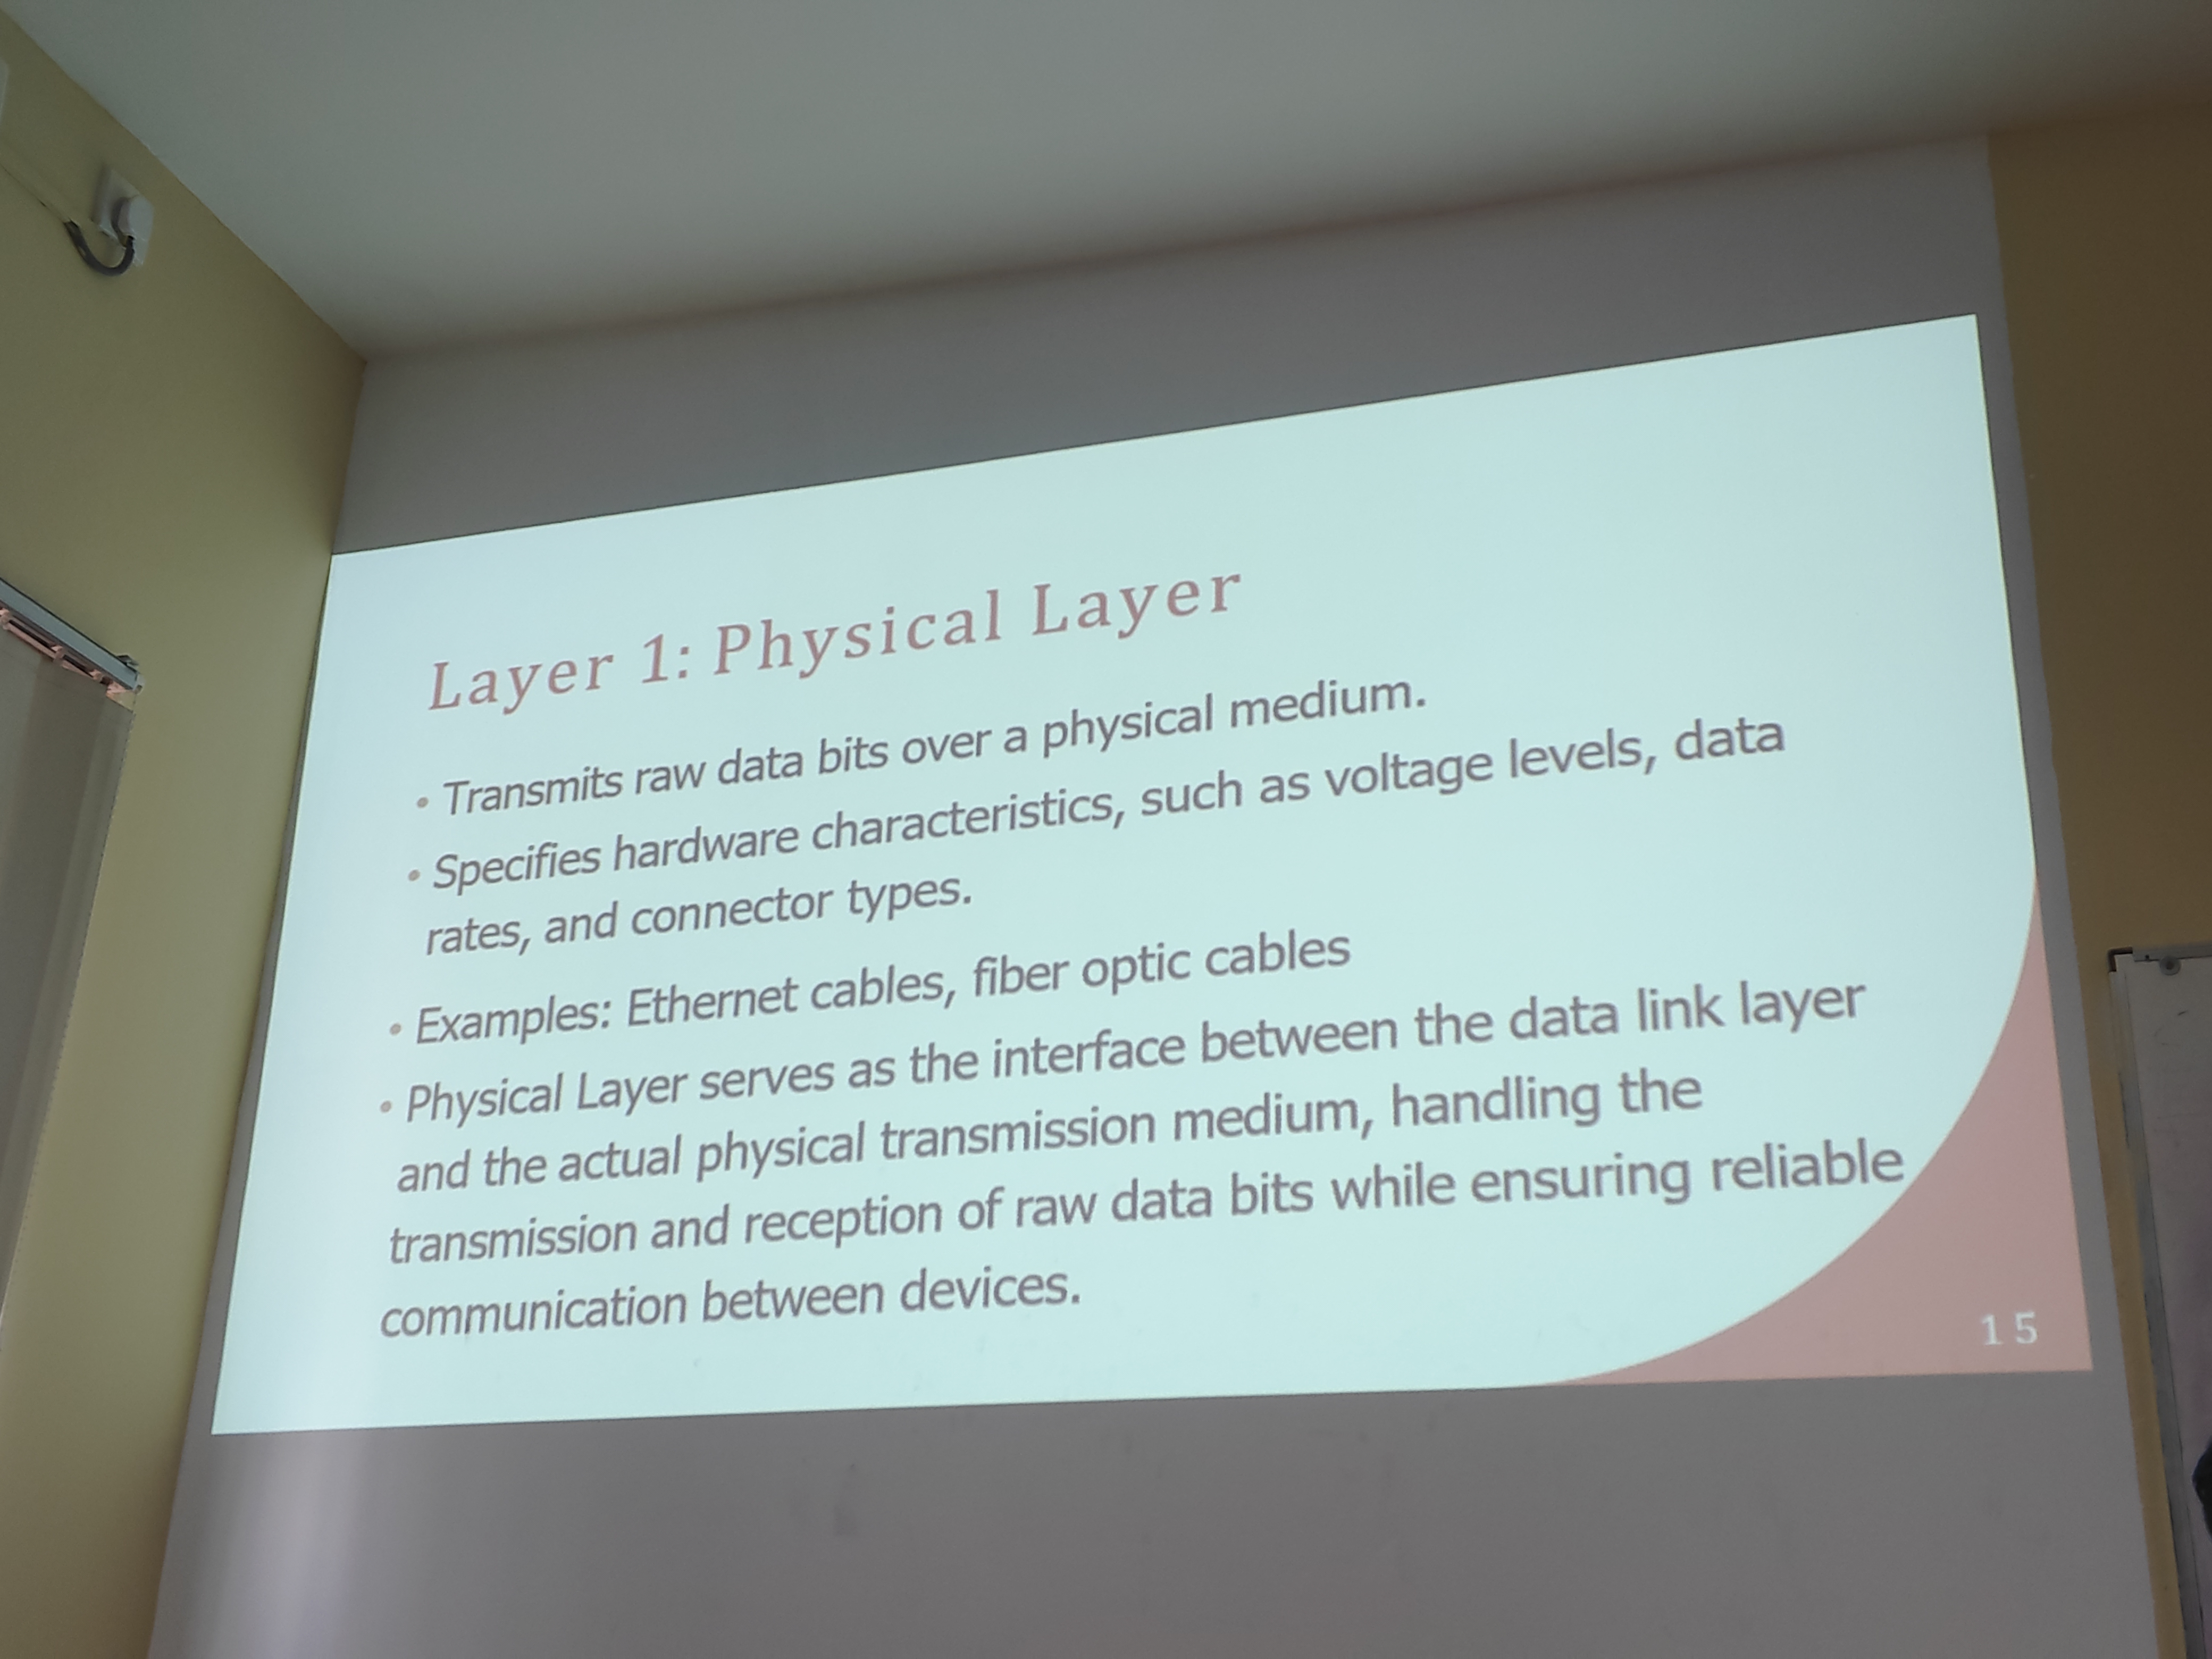 Layer 1: Physical Layer
• Transmits raw data bits over a physical medium.
• Specifies hardware characteristics, such as voltage levels, data
rates, and connector types.
• Examples: Ethernet cables, fiber optic cables
• Physical Layer serves as the interface between the data link layer
and the actual physical transmission medium, handling the
transmission and reception of raw data bits while ensuring reliable
communication between devices.
15